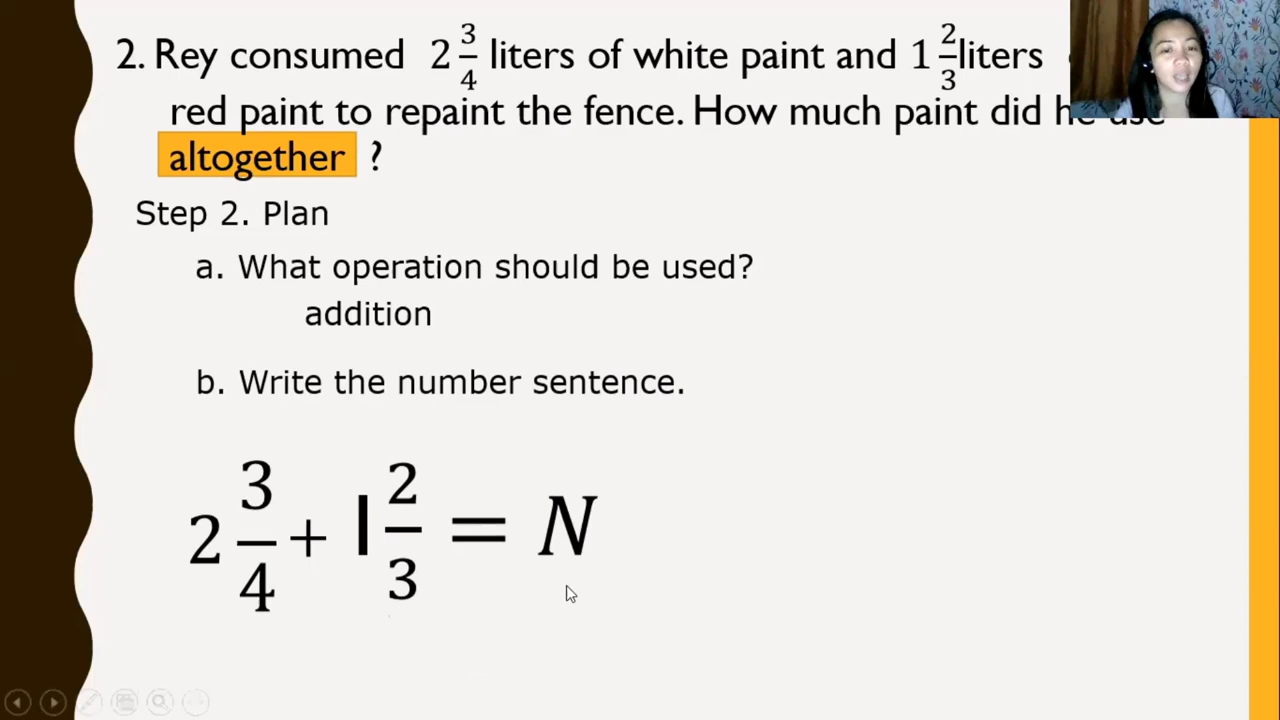 2. Rey consumed 2 3/4 liters of white paint and 1 2/3 liters
red paint to repaint the fence. How much paint did he use
altogether ?
Step 2. Plan
a. What operation should be used?
addition
b. Write the number sentence.
2 3/4 + 1 2/3 = N